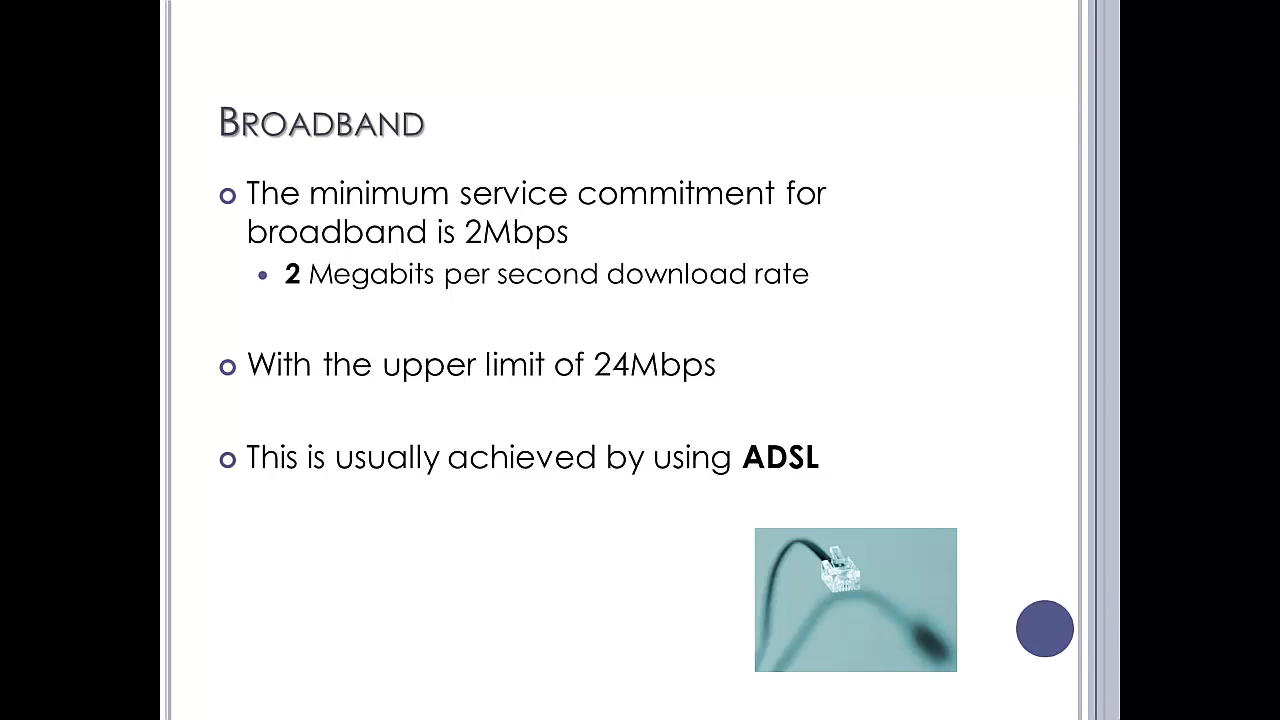 BROADBAND
The minimum service commitment for
broadband is 2Mbps
2 Megabits per second download rate
With the upper limit of 24Mbps
This is usually achieved by using ADSL